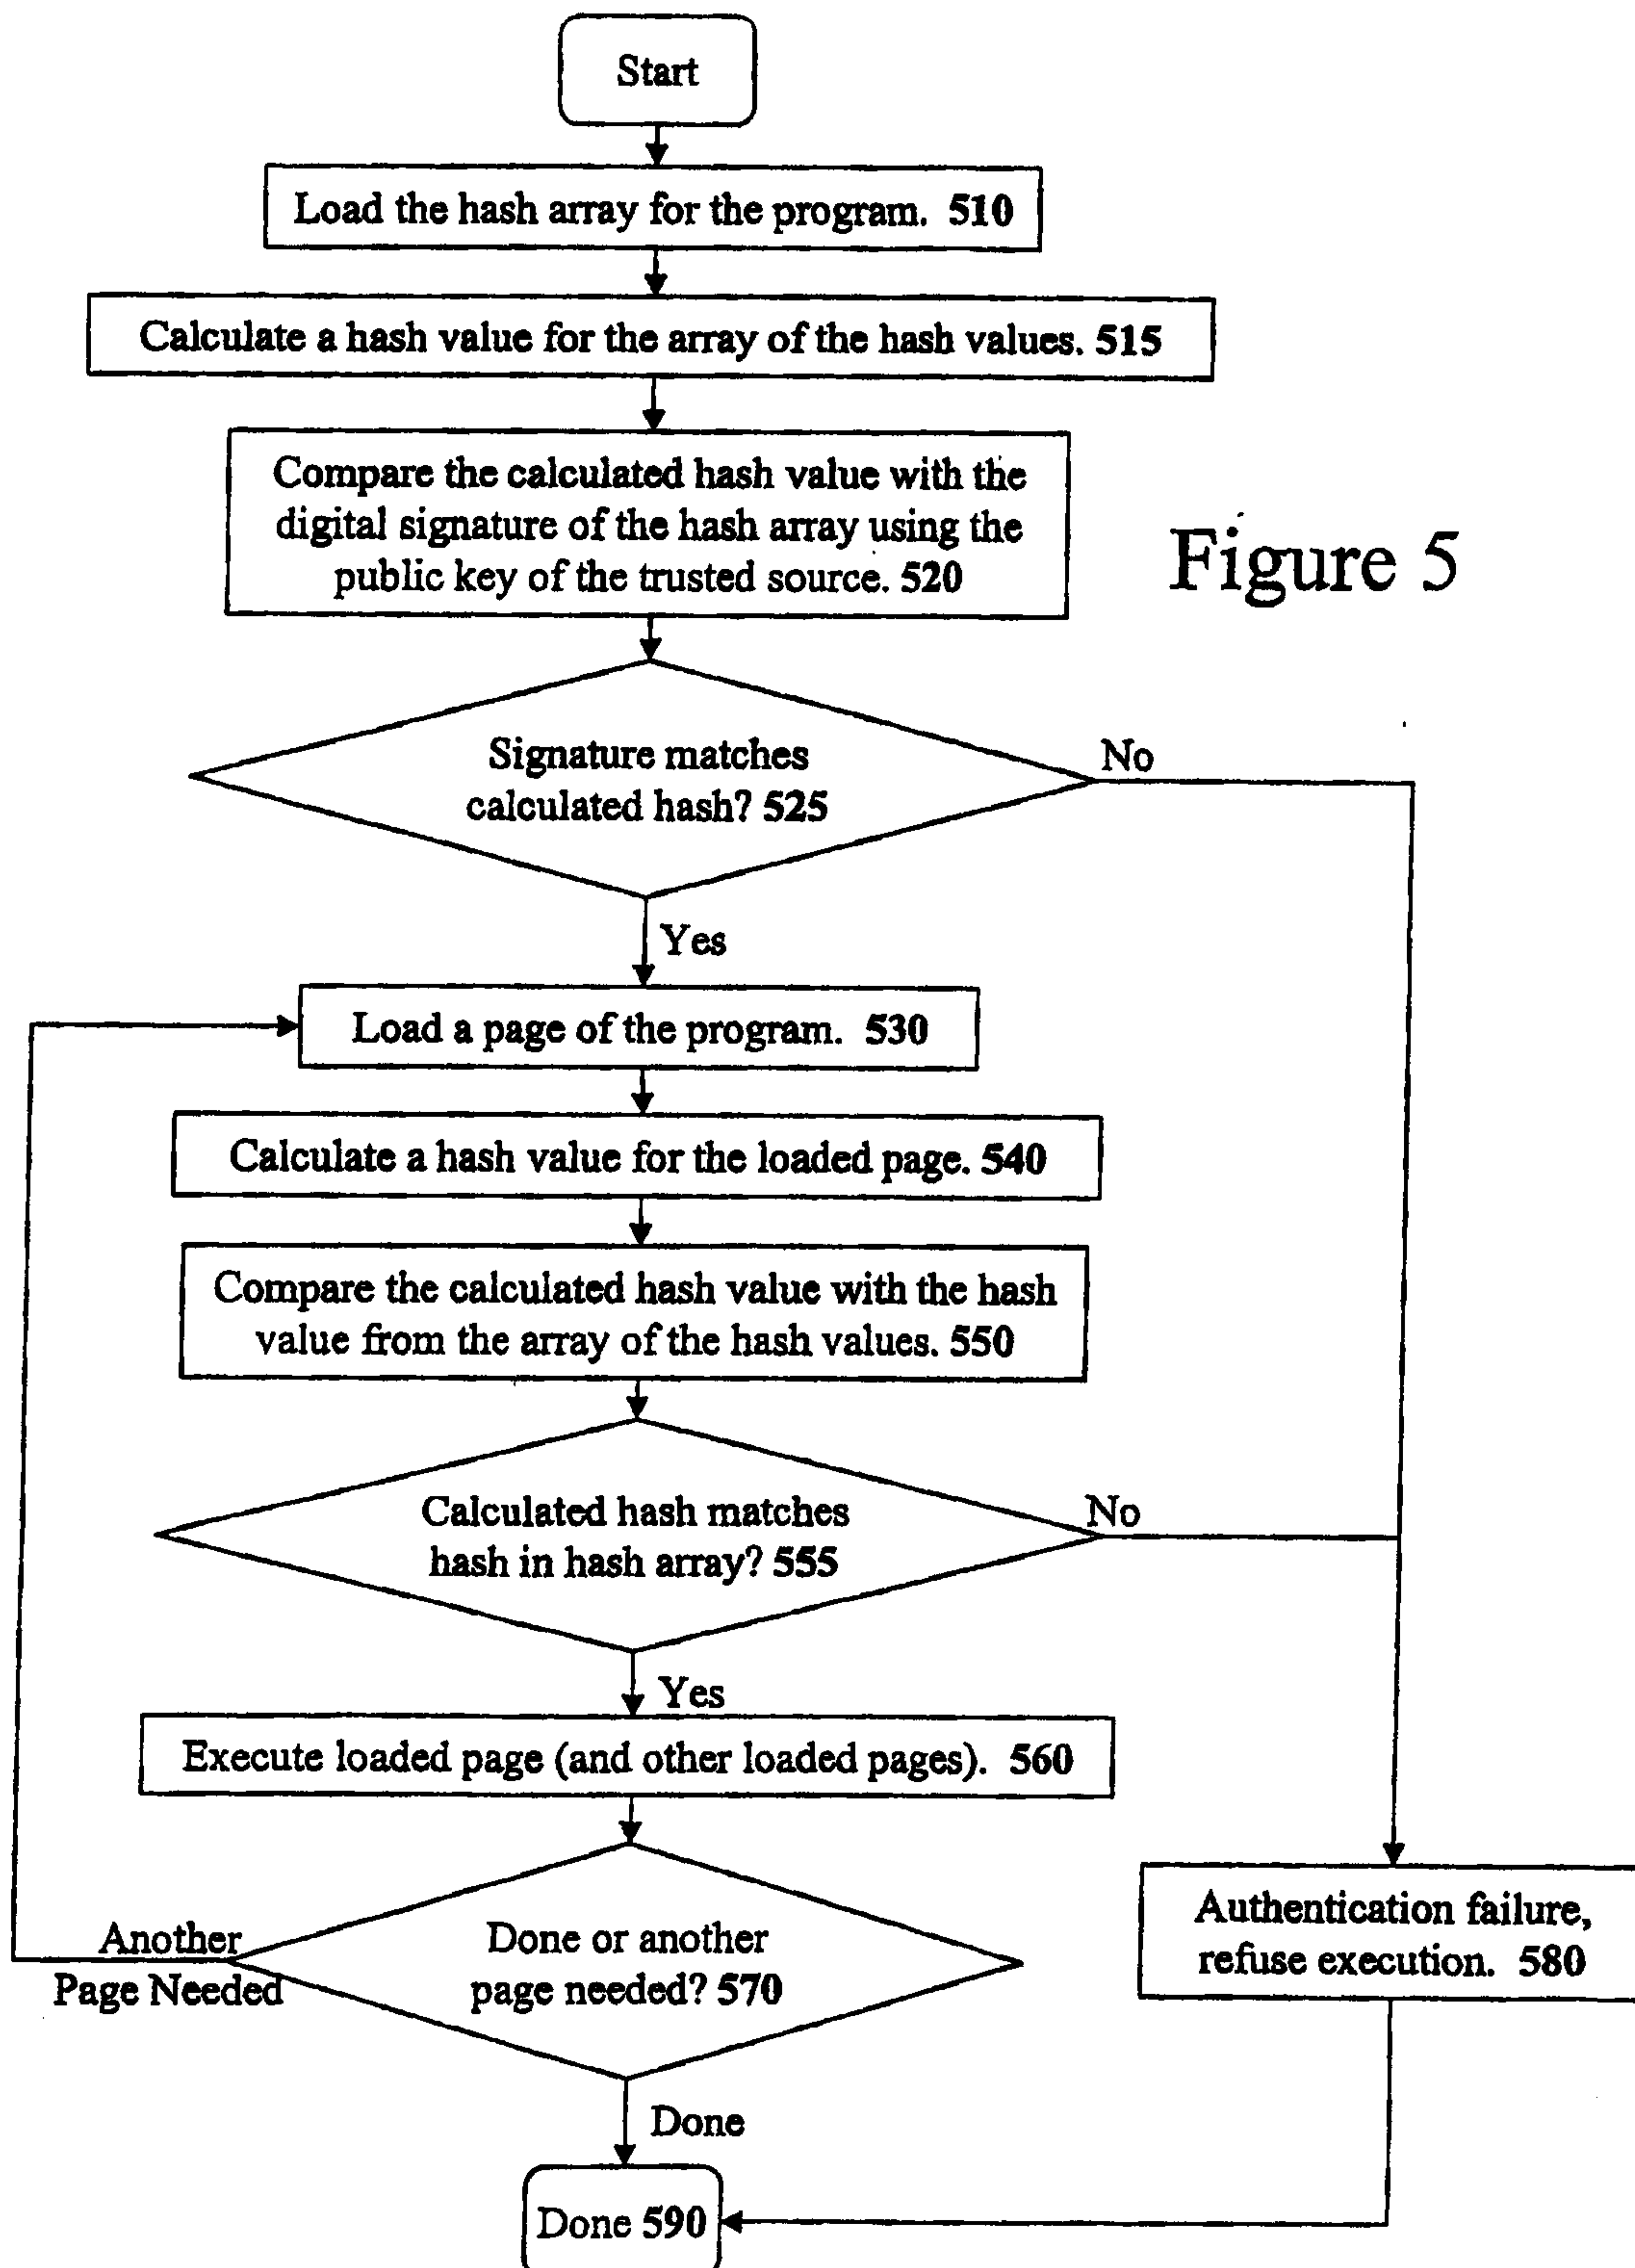 Start
Load the hash array for the program. 510
Calculate a hash value for the array of the hash values. 515
Compare the calculated hash value with the
digital signature of the hash array using the
public key of the trusted source. 520
Figure 5
Signature matches
calculated hash? 525
No
Yes
Load a page of the program. 530
Calculate a hash value for the loaded page. 540
Compare the calculated hash value with the hash
value from the array of the hash values. 550
Calculated hash matches
hash in hash array? 555
No
Yes
Execute loaded page (and other loaded pages). 560
Done or another
page needed? 570
Another
Page Needed
Authentication failure,
refuse execution. 580
Done
Done 590